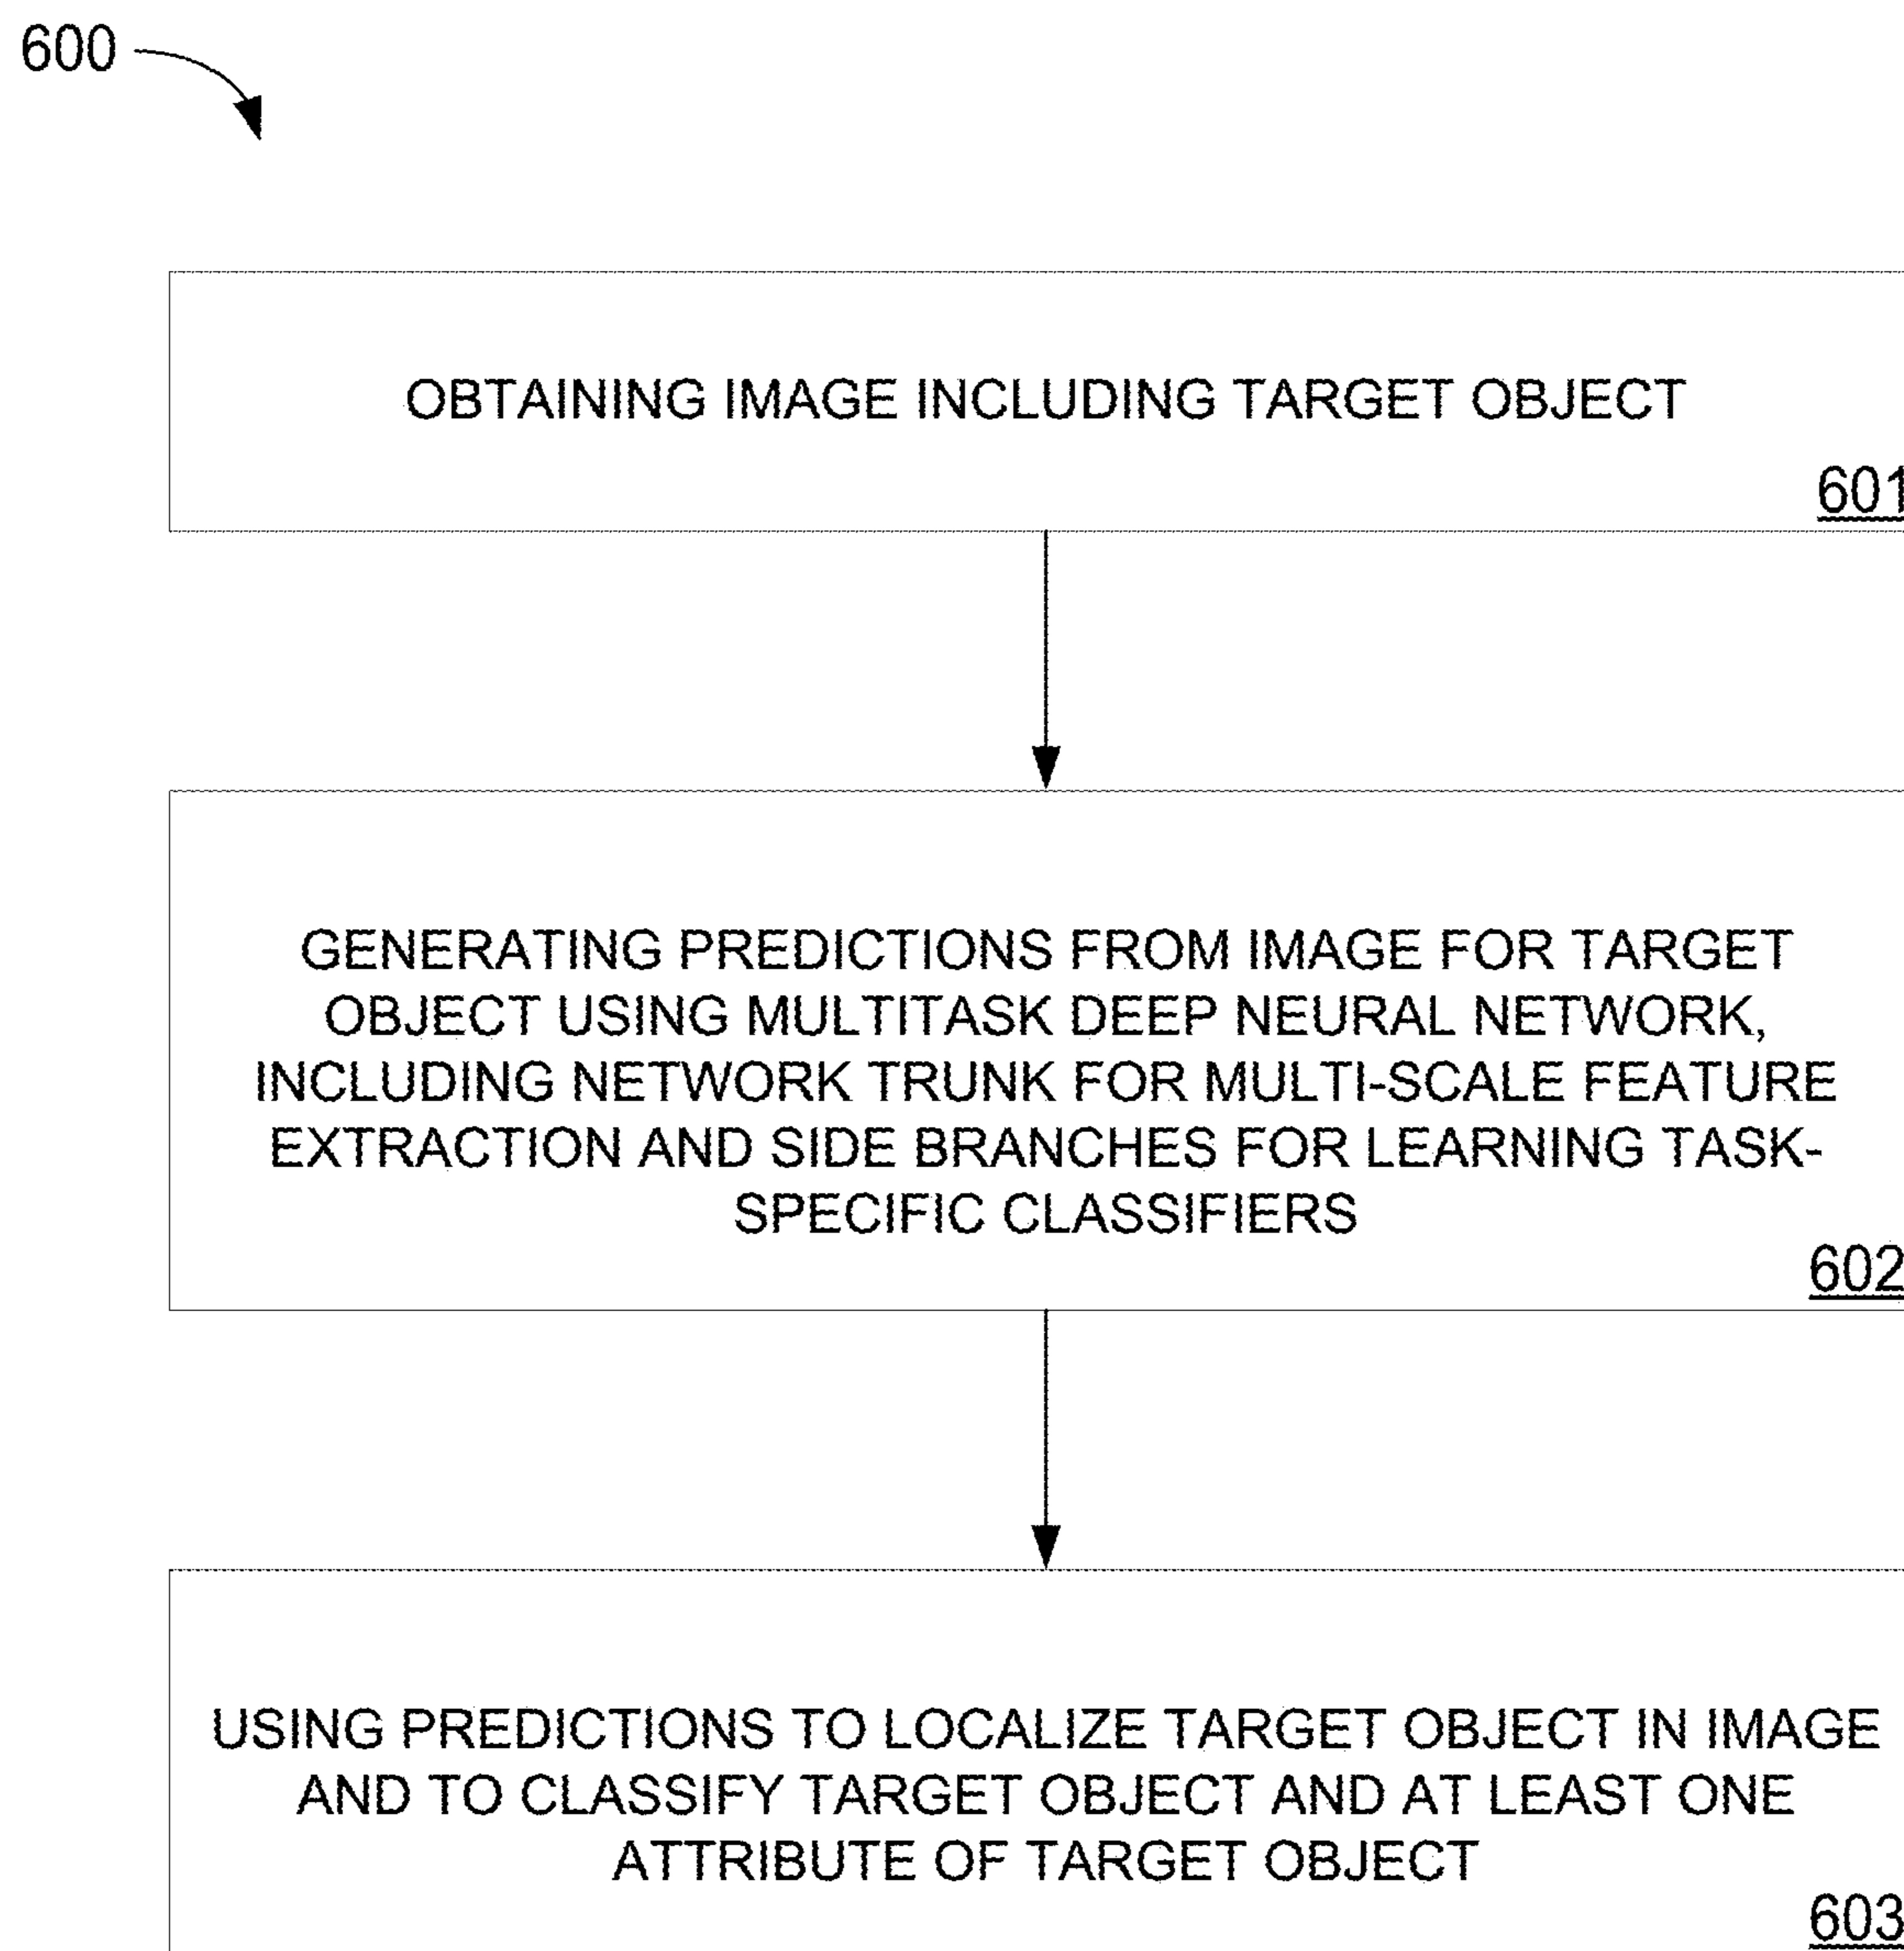 600
OBTAINING IMAGE INCLUDING TARGET OBJECT
601
GENERATING PREDICTIONS FROM IMAGE FOR TARGET
OBJECT USING MULTITASK DEEP NEURAL NETWORK,
INCLUDING NETWORK TRUNK FOR MULTI-SCALE FEATURE
EXTRACTION AND SIDE BRANCHES FOR LEARNING TASK-
SPECIFIC CLASSIFIERS
602
USING PREDICTIONS TO LOCALIZE TARGET OBJECT IN IMAGE
AND TO CLASSIFY TARGET OBJECT AND AT LEAST ONE
ATTRIBUTE OF TARGET OBJECT
603